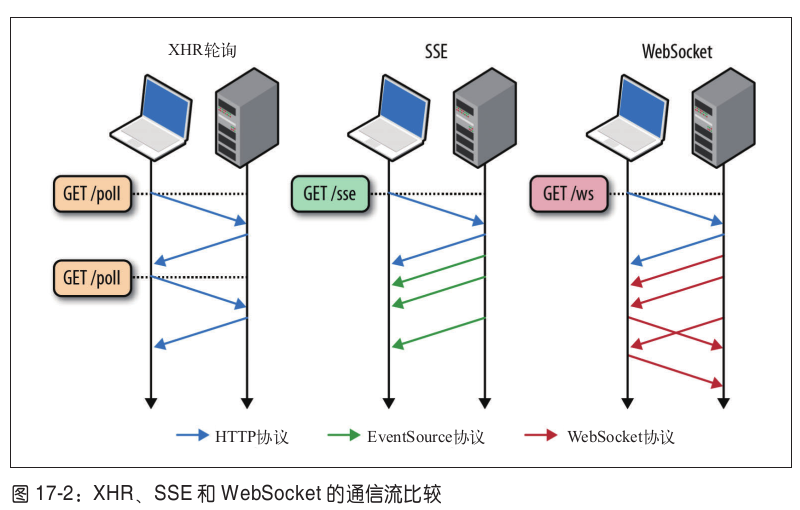 XHR轮询
SSE
WebSocket
GET /poll
GET /sse
GET /ws
GET /poll
HTTP协议
EventSource协议
WebSocket协议
图 17-2：XHR、SSE 和 WebSocket 的通信流比较